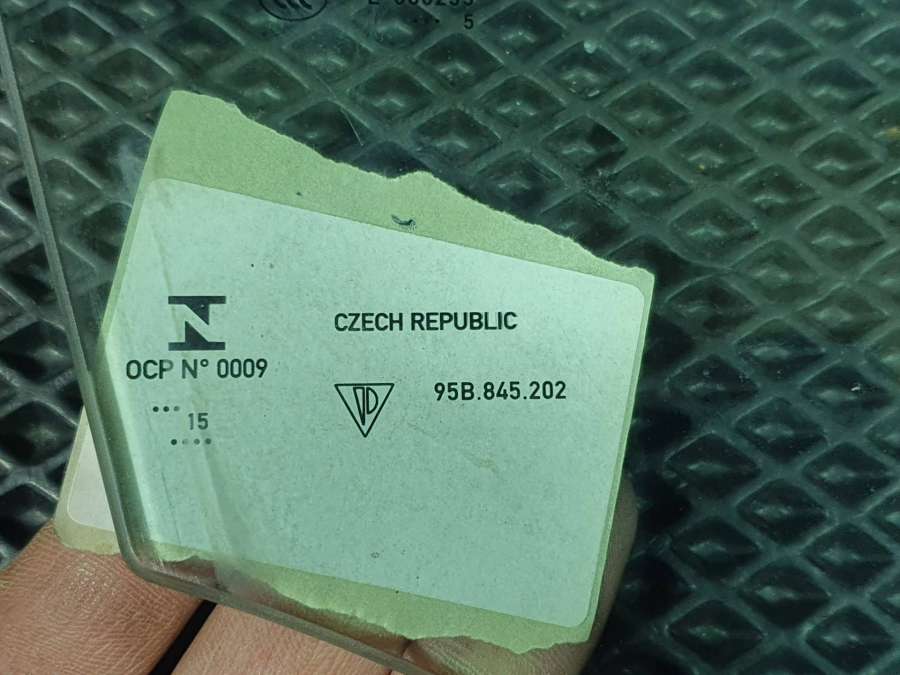 5
CZECH REPUBLIC
OCP N° 0009
95B.845.202
15